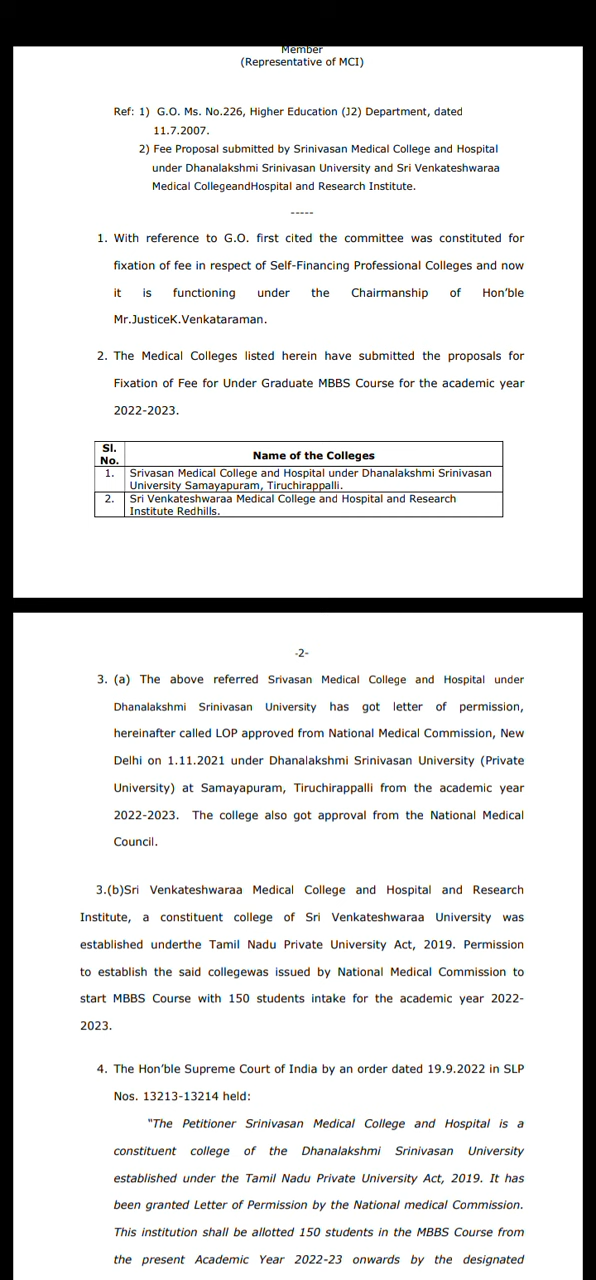 Member
(Representative of MCI)
Ref: 1) G.O. Ms. No.226, Higher Education (J2) Department, dated
11.7.2007.
2) Fee Proposal submitted by Srinivasan Medical College and Hospital
under Dhanalakshmi Srinivasan University and Sri Venkateshwaraa
Medical CollegeandHospital and Research Institute.
-----
1. With reference to G.O. first cited the committee was constituted for
fixation of fee in respect of Self-Financing Professional Colleges and now
it is functioning under the Chairmanship of Hon'ble
Mr.JusticeK.Venkataraman.
2. The Medical Colleges listed herein have submitted the proposals for
Fixation of Fee for Under Graduate MBBS Course for the academic year
2022-2023.
Sl.
No.
Name of the Colleges
1. Srivasan Medical College and Hospital under Dhanalakshmi Srinivasan
University Samayapuram, Tiruchirappalli.
2. Sri Venkateshwaraa Medical College and Hospital and Research
Institute Redhills.
-2-
3. (a) The above referred Srivasan Medical College and Hospital under
Dhanalakshmi Srinivasan University has got letter of permission,
hereinafter called LOP approved from National Medical Commission, New
Delhi on 1.11.2021 under Dhanalakshmi Srinivasan University (Private
University) at Samayapuram, Tiruchirappalli from the academic year
2022-2023. The college also got approval from the National Medical
Council.
3.(b)Sri Venkateshwaraa Medical College and Hospital and Research
Institute, a constituent college of Sri Venkateshwaraa University was
established underthe Tamil Nadu Private University Act, 2019. Permission
to establish the said collegewas issued by National Medical Commission to
start MBBS Course with 150 students intake for the academic year 2022-
2023.
4. The Hon'ble Supreme Court of India by an order dated 19.9.2022 in SLP
Nos. 13213-13214 held:
"The Petitioner Srinivasan Medical College and Hospital is a
constituent college of the Dhanalakshmi Srinivasan University
established under the Tamil Nadu Private University Act, 2019. It has
been granted Letter of Permission by the National medical Commission.
This institution shall be allotted 150 students in the MBBS Course from
the present Academic Year 2022-23 onwards by the designated